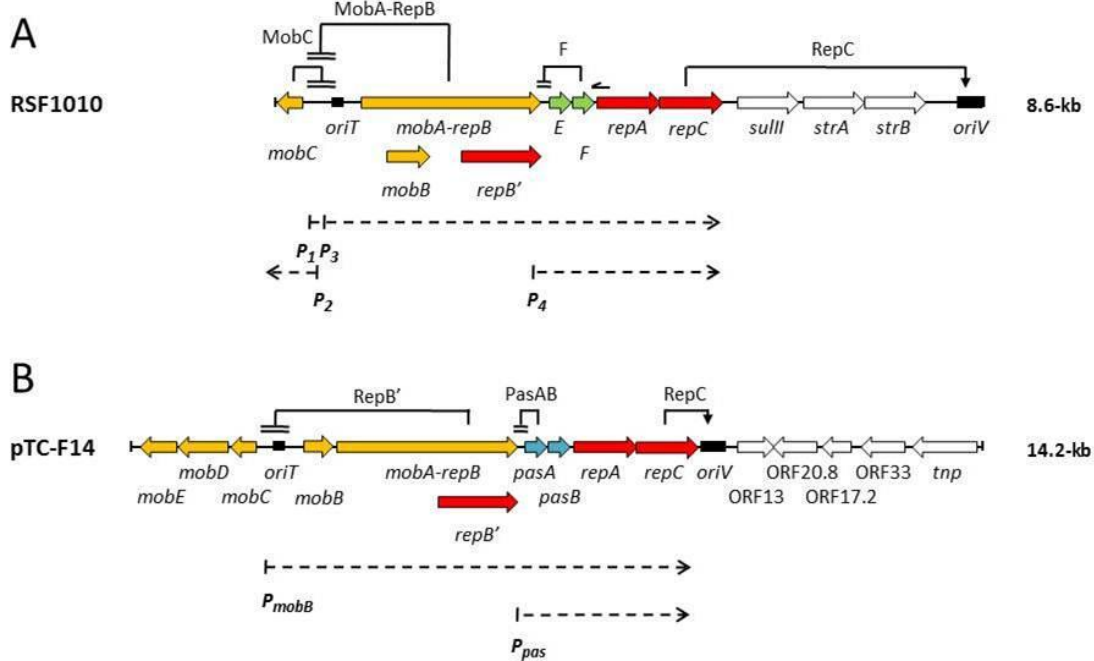 A
MobA-RepB
MobC
F
RepC
RSF1010
8.6-kb
oriT
mobA-repB
E
repA
repC
sulII
strA
strB
oriV
mobC
F
mobB
repB'
P1 P3
P2
P4
B
RepB'
PasAB
RepC
pTC-F14
14.2-kb
mobD
oriT
mobA-repB
pasA
repA
repC
oriV
ORF20.8
ORF33
tnp
mobE
mobC
mobB
pasB
ORF13
ORF17.2
repB'
PmobB
Ppas